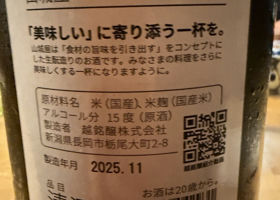 山城屋
「美味しい」に寄り添う一杯を。
山城屋は「食材の旨味を引き出す」をコンセプトに
した生酛造りのお酒です。みなさまの料理をさらに
美味しくする一杯になりますように。
原材料名 米(国産)、米麹(国産米)
アルコール分 15度(原酒)
製造者 越銘醸株式会社
新潟県長岡市栃尾大町2-8
製造年月 2025.11
品目
お酒は20歳から。